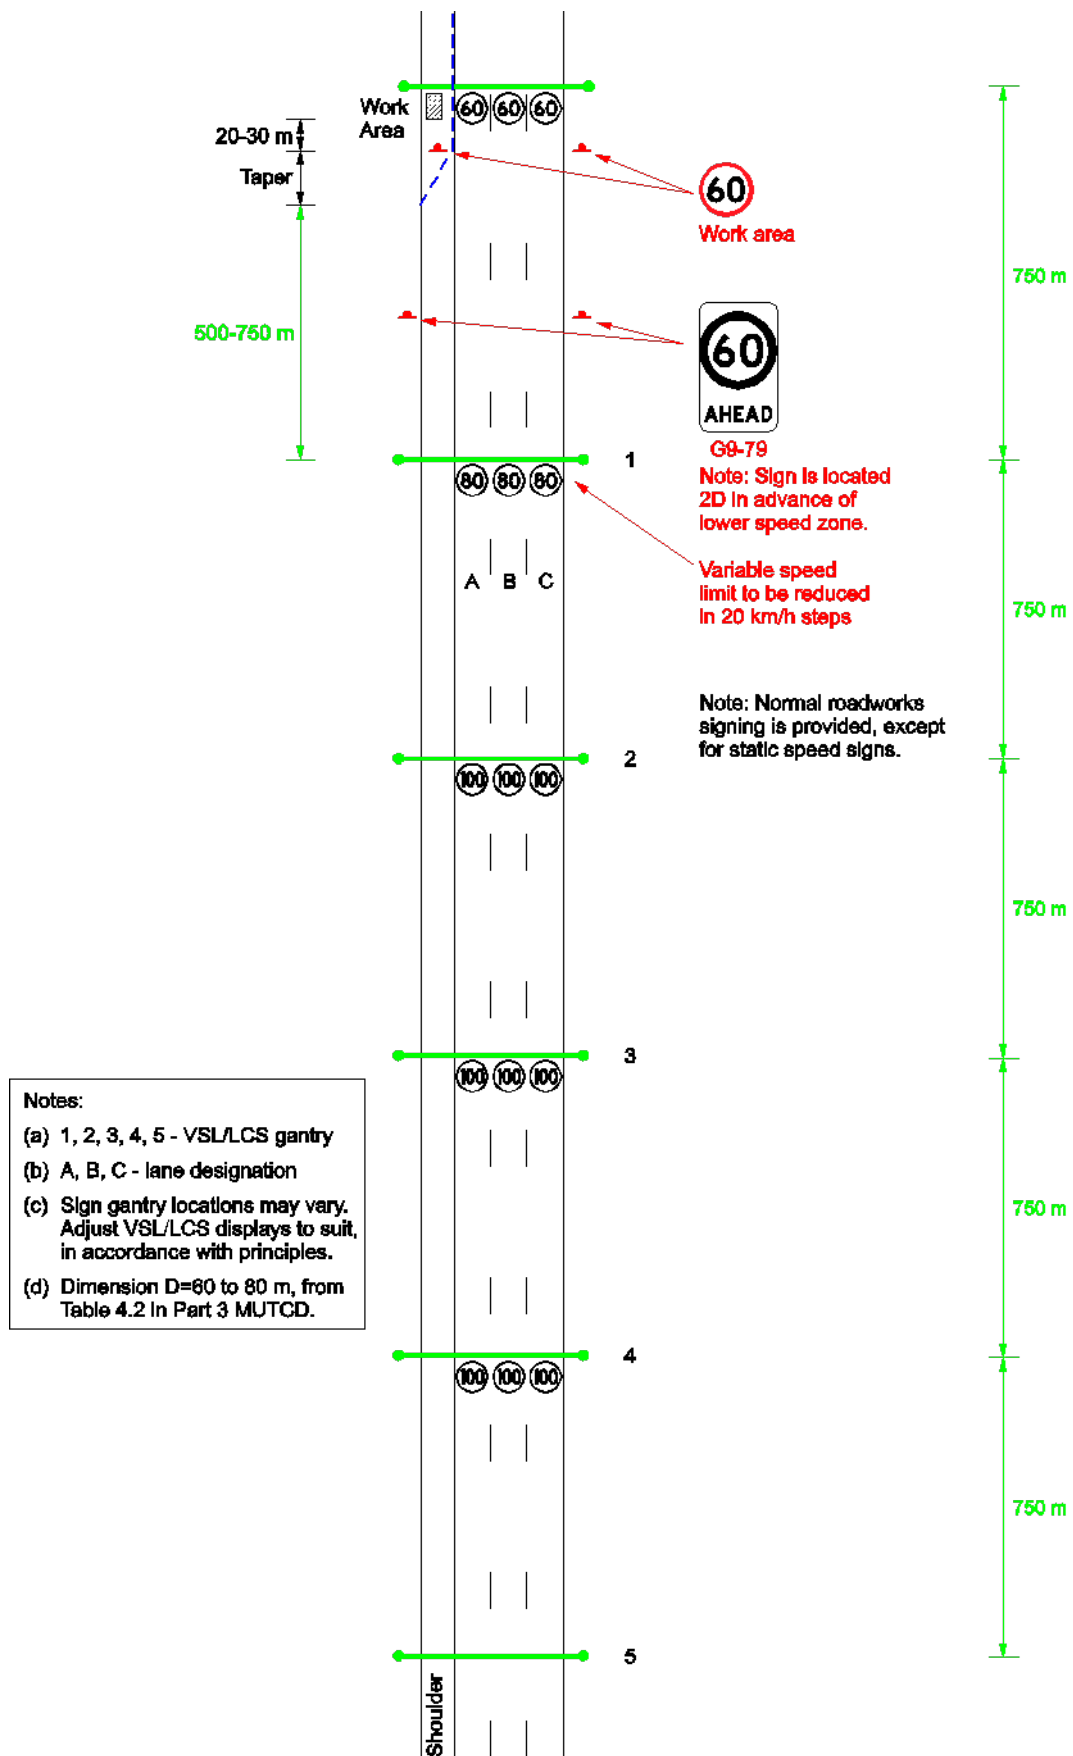 Work
Area
60 60 60
20-30 m
Taper
60
Work area
750 m
500-750 m
60
AHEAD
G9-79
Note: Sign is located
2D in advance of
lower speed zone.
1
80 80 80
Variable speed
limit to be reduced
in 20 km/h steps
A B C
750 m
Note: Normal roadworks
signing is provided, except
for static speed signs.
2
100 100 100
750 m
3
100 100 100
Notes:
(a) 1, 2, 3, 4, 5 - VSL/LCS gantry
(b) A, B, C - lane designation
(c) Sign gantry locations may vary.
Adjust VSL/LCS displays to suit,
in accordance with principles.
(d) Dimension D=60 to 80 m, from
Table 4.2 in Part 3 MUTCD.
750 m
4
100 100 100
750 m
5
Shoulder